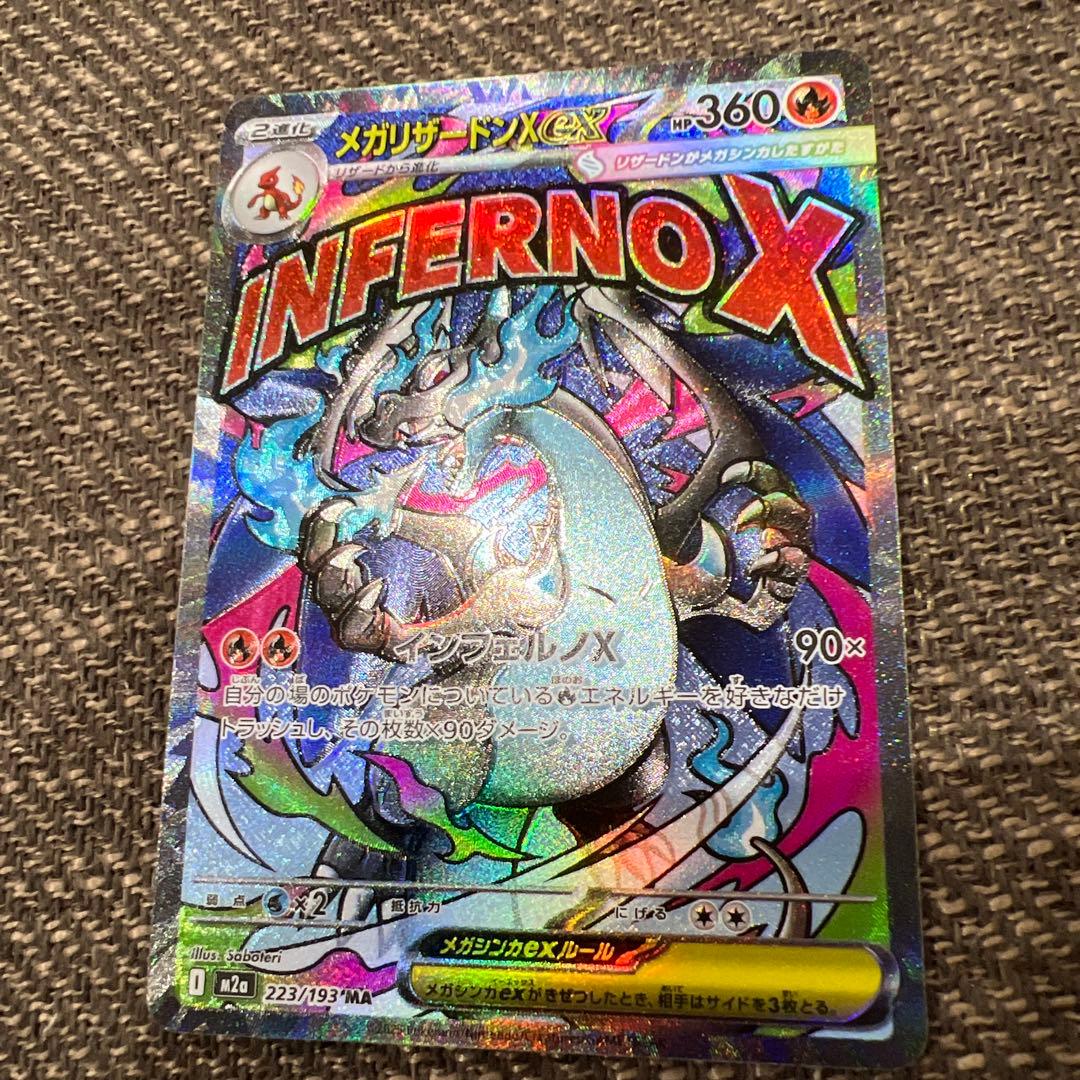 2進化 メガリザードンXex HP360
リザードから進化 リザードンがメガシンカしたすがた
INFERNO X
インフェルノX 90×
自分の場のポケモンについているエネルギーを好きなだけ
トラッシュし、その枚数×90ダメージ。
弱点 ×2 抵抗力 にげる
Illus. Saboteri
メガシンカexルール
I M2a 223/193 MA
メガシンカexがきぜつしたとき、相手はサイドを3枚とる。